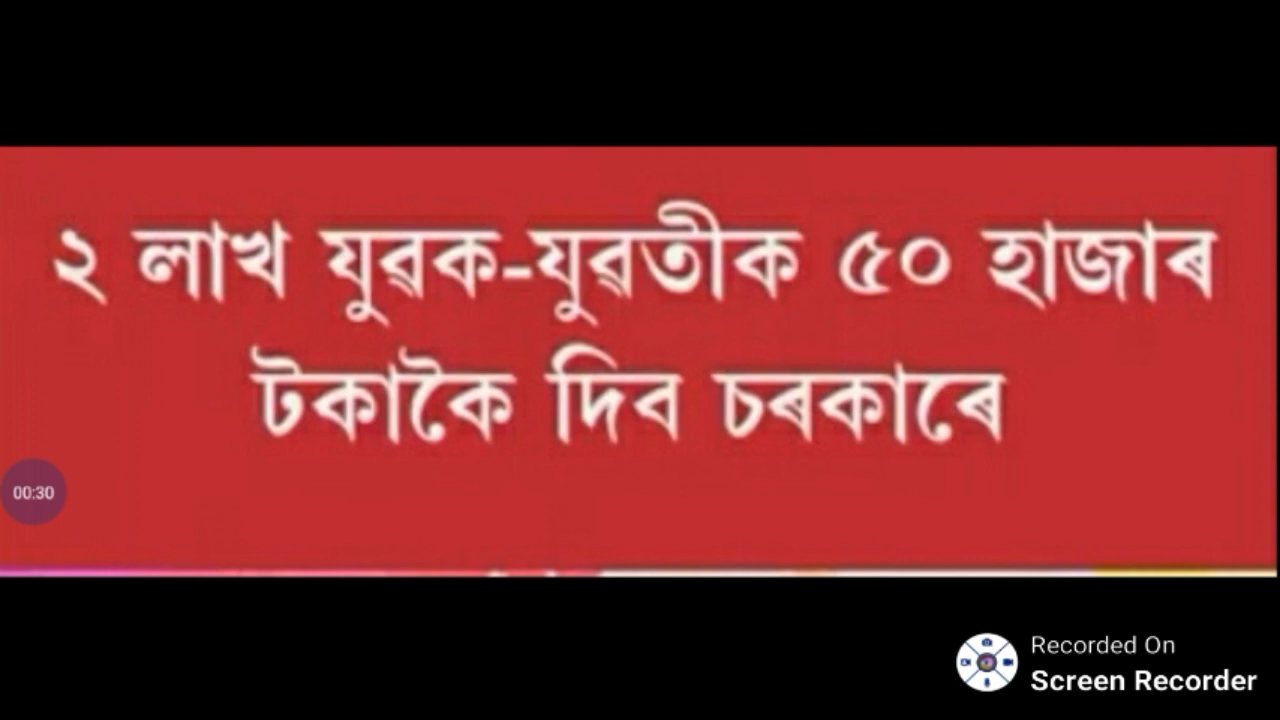 ২ লাখ যুৱক-যুৱতীক ৫০ হাজাৰ
টকাকৈ দিব চৰকাৰে
00:30
Recorded On
Screen Recorder